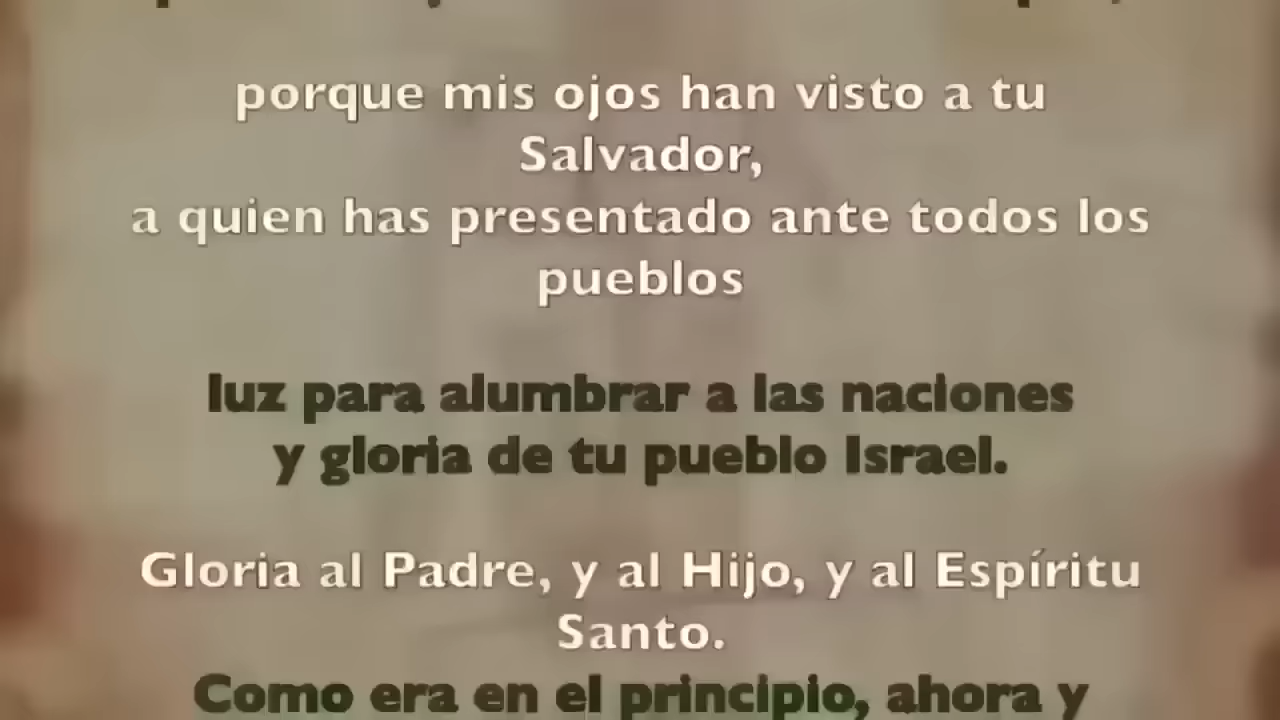 porque mis ojos han visto a tu
Salvador,
a quien has presentado ante todos los
pueblos
luz para alumbrar a las naciones
y gloria de tu pueblo Israel.
Gloria al Padre, y al Hijo, y al Espíritu
Santo.
Como era en el principio, ahora y